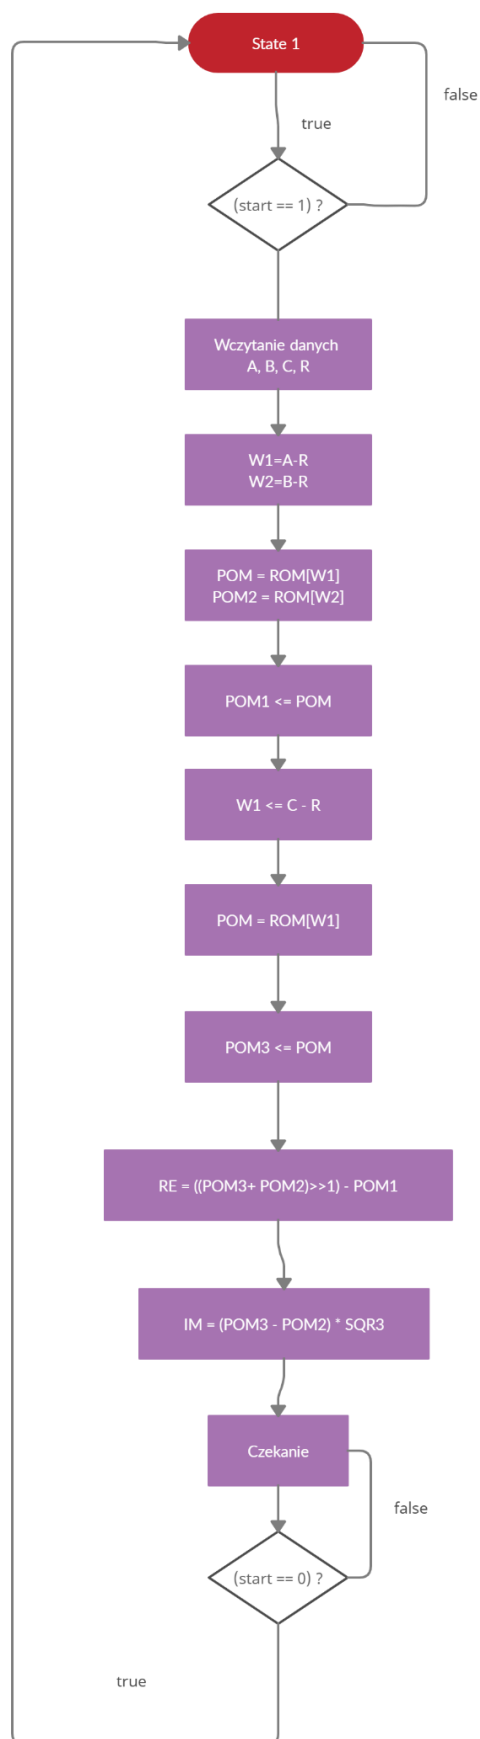 State 1
false
true
(start == 1) ?
Wczytanie danych
A, B, C, R
W1=A-R
W2=B-R
POM = ROM[W1]
POM2 = ROM[W2]
POM1 <= POM
W1 <= C - R
POM = ROM[W1]
POM3 <= POM
RE = ((POM3+ POM2)>>1) - POM1
IM = (POM3 - POM2) * SQR3
Czekanie
false
(start == 0) ?
true